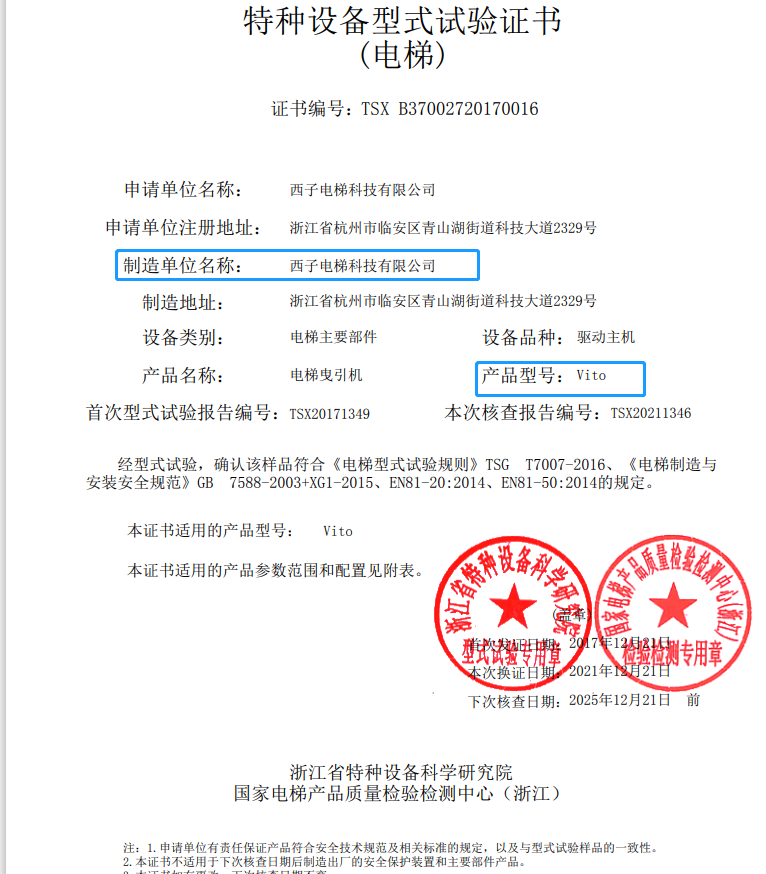 特种设备型式试验证书
(电梯)
证书编号：TSX B37002720170016
申请单位名称： 西子电梯科技有限公司
申请单位注册地址： 浙江省杭州市临安区青山湖街道科技大道2329号
制造单位名称： 西子电梯科技有限公司
制造地址： 浙江省杭州市临安区青山湖街道科技大道2329号
设备类别： 电梯主要部件 设备品种： 驱动主机
产品名称： 电梯曳引机 产品型号： Vito
首次型式试验报告编号：TSX20171349 本次核查报告编号：TSX20211346
经型式试验，确认该样品符合《电梯型式试验规则》TSG T7007-2016、《电梯制造与
安装安全规范》GB 7588-2003+XG1-2015、EN81-20:2014、EN81-50:2014的规定。
本证书适用的产品型号： Vito
本证书适用的产品参数范围和配置见附表。
浙江省特种设备科学研究院
型式试验专用章
国家电梯产品质量检验检测中心(浙江)
检验检测专用章
(盖章)
首次发证日期：2017年12月21日
本次换证日期：2021年12月21日
下次核查日期：2025年12月21日 前
浙江省特种设备科学研究院
国家电梯产品质量检验检测中心（浙江）
注：1.申请单位有责任保证产品符合安全技术规范及相关标准的规定，以及与型式试验样品的一致性。
2.本证书不适用于下次核查日期后制造出厂的安全保护装置和主要部件产品。